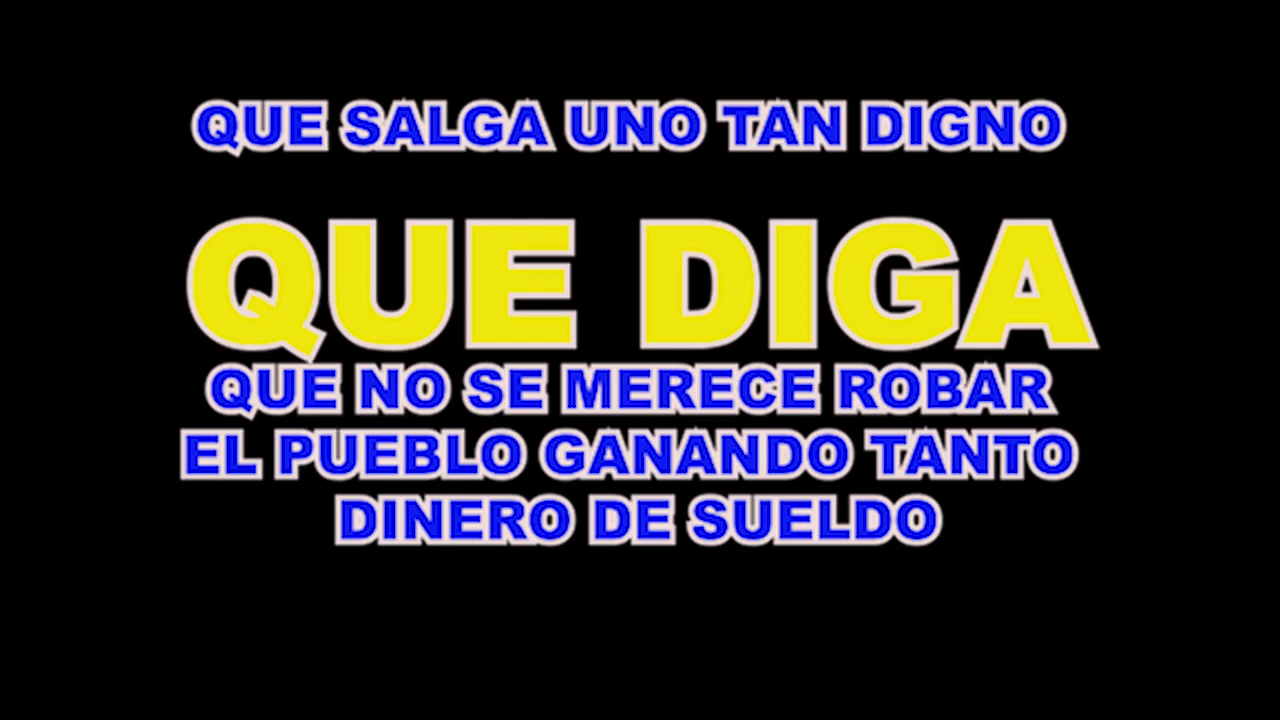 QUE SALGA UNO TAN DIGNO
QUE DIGA
QUE NO SE MERECE ROBAR
EL PUEBLO GANANDO TANTO
DINERO DE SUELDO